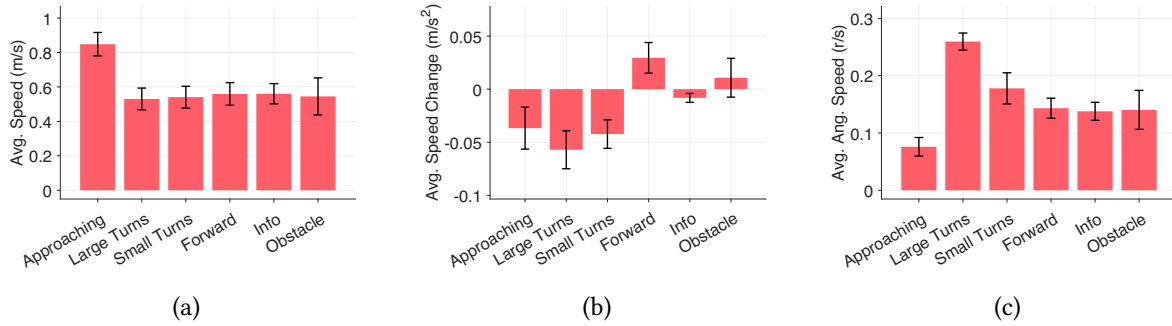 Avg. Speed (m/s)
1
0.8
0.6
0.4
0.2
0
Approaching
Large Turns
Small Turns
Forward
Info
Obstacle
(a)
Avg. Speed Change (m/s²)
0.05
0
-0.05
-0.1
Approaching
Large Turns
Small Turns
Forward
Info
Obstacle
(b)
Avg. Ang. Speed (r/s)
0.3
0.2
0.1
0
Approaching
Large Turns
Small Turns
Forward
Info
Obstacle
(c)